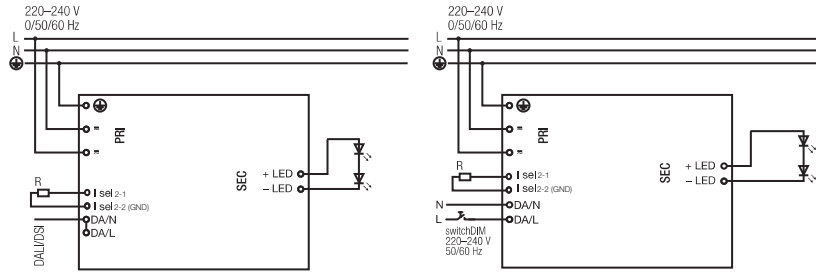 220–240 V
0/50/60 Hz
L
N
=
PRI
=
R
I sel 2-1
I sel 2-2 (GND)
DALI/DSI
DA/N
DA/L
SEC
+ LED
– LED
220–240 V
0/50/60 Hz
L
N
=
PRI
=
R
I sel 2-1
I sel 2-2 (GND)
N
DA/N
L
DA/L
switchDIM
220–240 V
50/60 Hz
SEC
+ LED
– LED